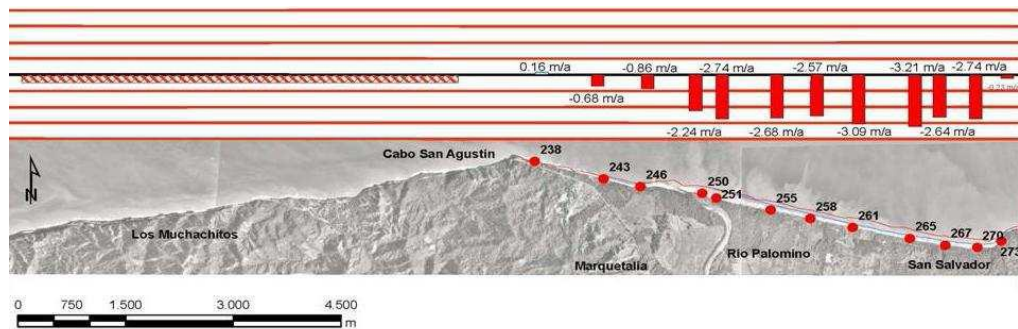 0.16 m/a
-0.86 m/a
-2.74 m/a
-2.57 m/a
-3.21 m/a
-2.74 m/a
-0.68 m/a
-2.24 m/a
-2.68 m/a
-3.09 m/a
-2.64 m/a
Cabo San Agustin
238
243
246
250
251
255
258
261
265
267
270
273
N
Los Muchachitos
Marquetalia
Rio Palomino
San Salvador
0 750 1.500 3.000 4.500
m